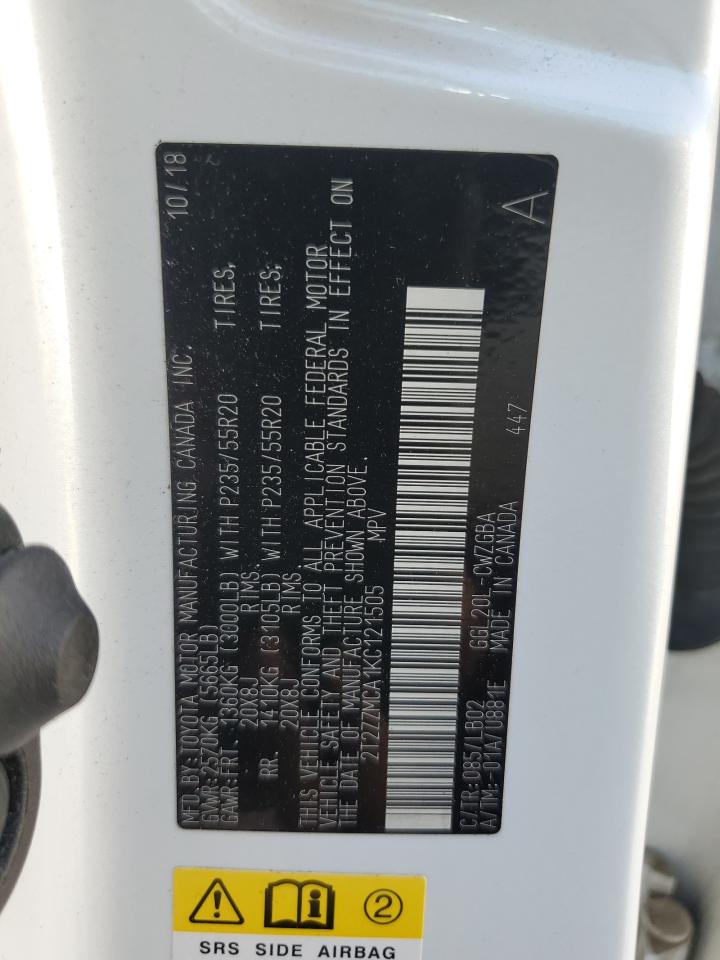 MFD.BY:TOYOTA MOTOR MANUFACTURING CANADA INC. 10/18
GVWR:2570KG (5665LB)
GAWR:FRT. 1360KG (3000LB) WITH P235/55R20 TIRES,
20X8J RIMS.
RR. 1410KG (3105LB) WITH P235/55R20 TIRES;
20X8J RIMS
THIS VEHICLE CONFORMS TO ALL APPLICABLE FEDERAL MOTOR
VEHICLE SAFETY AND THEFT PREVENTION STANDARDS IN EFFECT ON
THE DATE OF MANUFACTURE SHOWN ABOVE.
2T2ZZMCA1KC121505 MPV
C/TR:085/LB02 GGL20L-CWZGBA 447
A/TM:-01A/U881E MADE IN CANADA
A
2
SRS SIDE AIRBAG